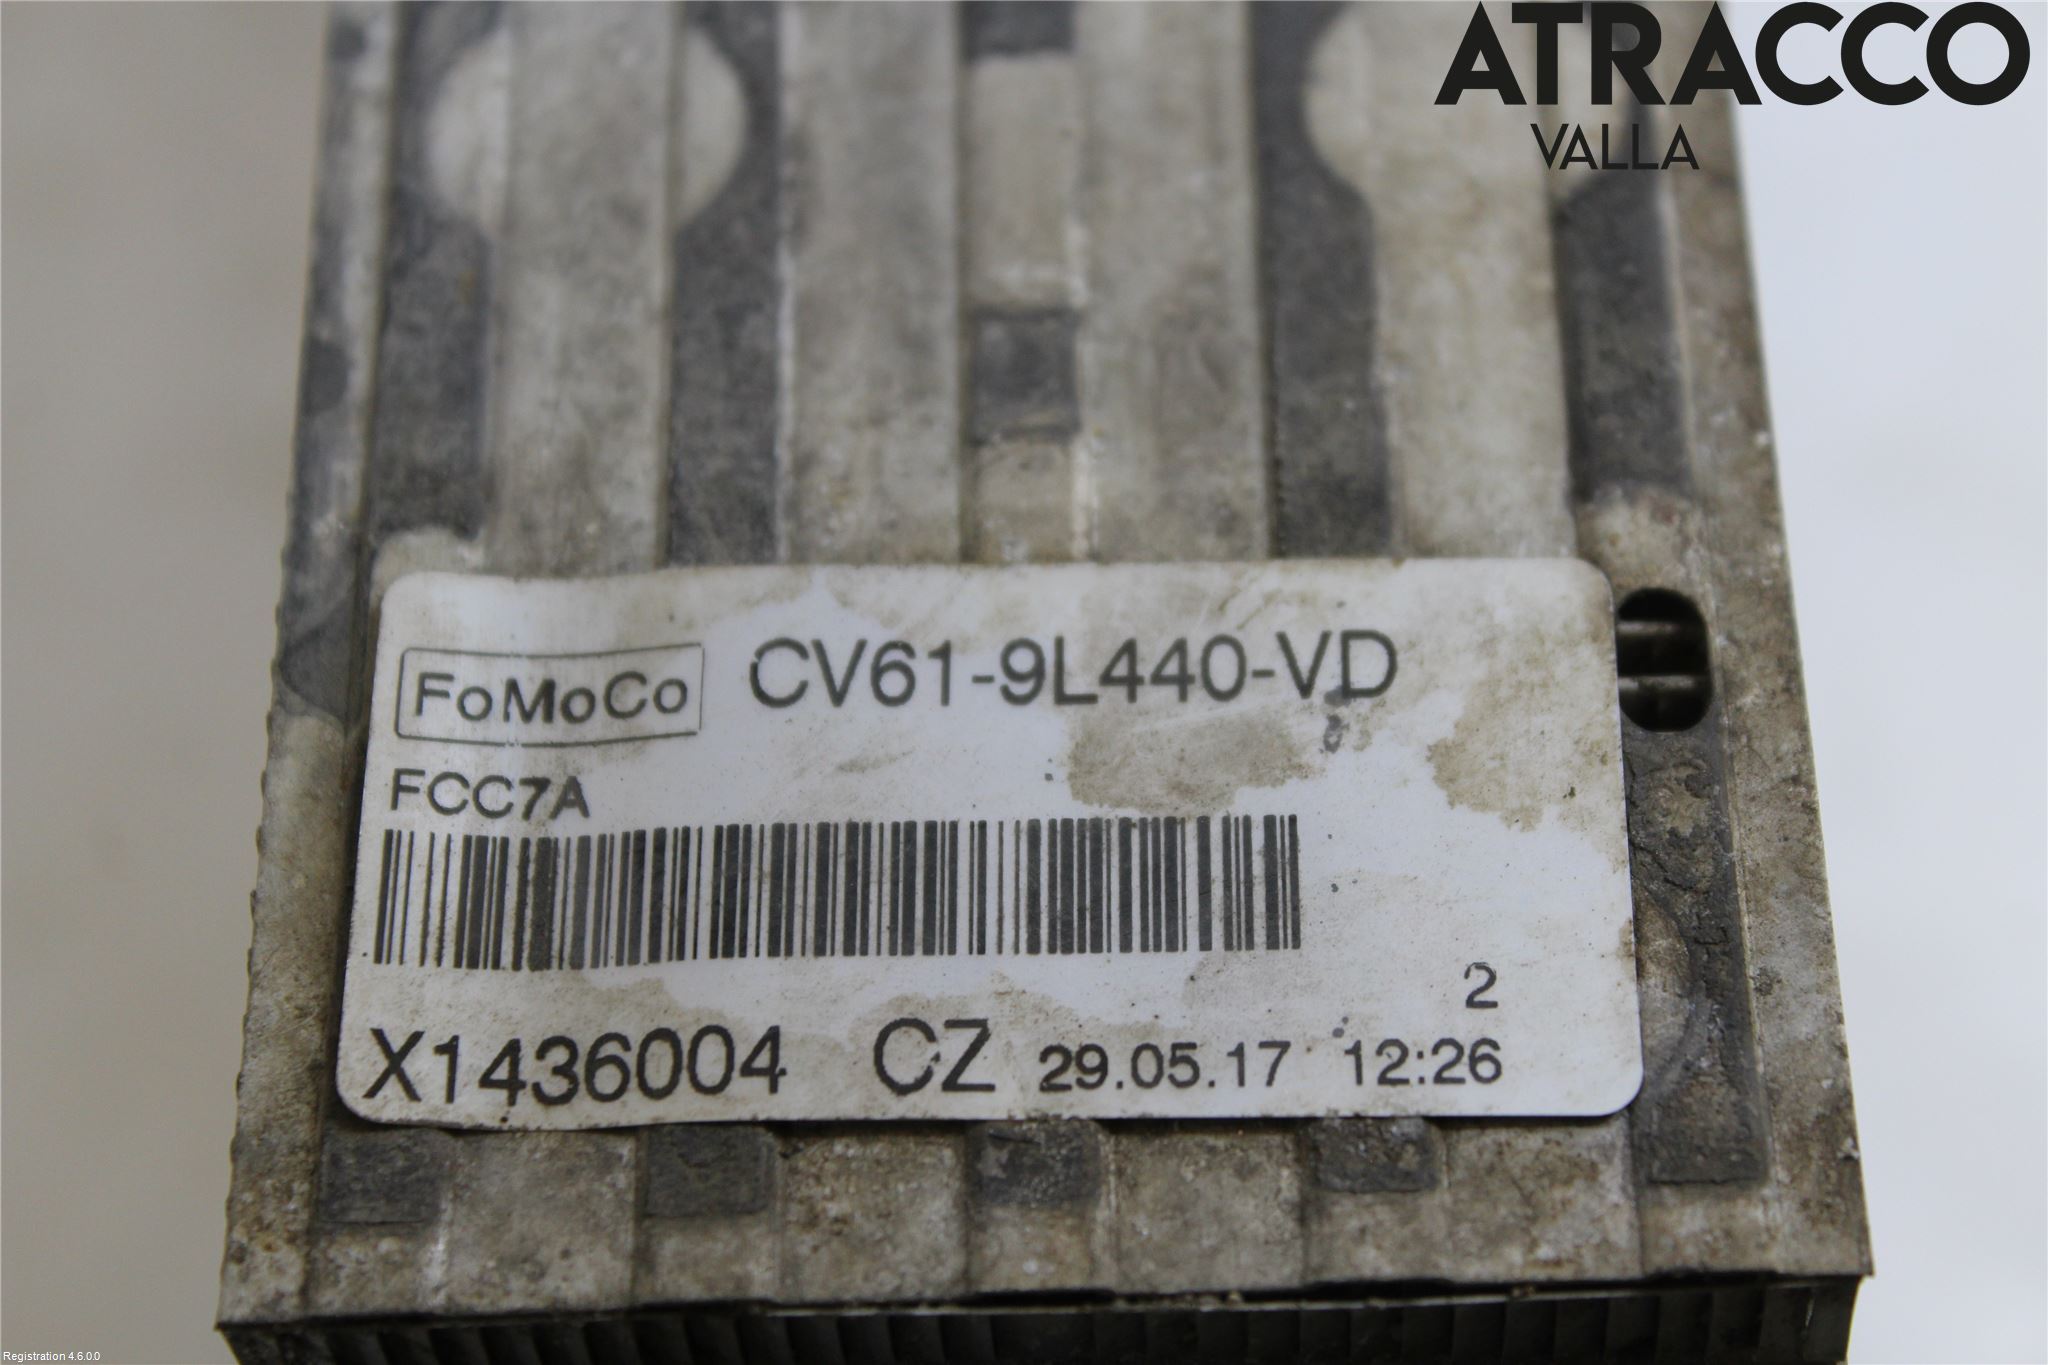 ATRACCO
VALLA
FoMoCo CV61-9L440-VD
FCC7A
2
X1436004 CZ 29.05.17 12:26
Registration 4.6.0.0